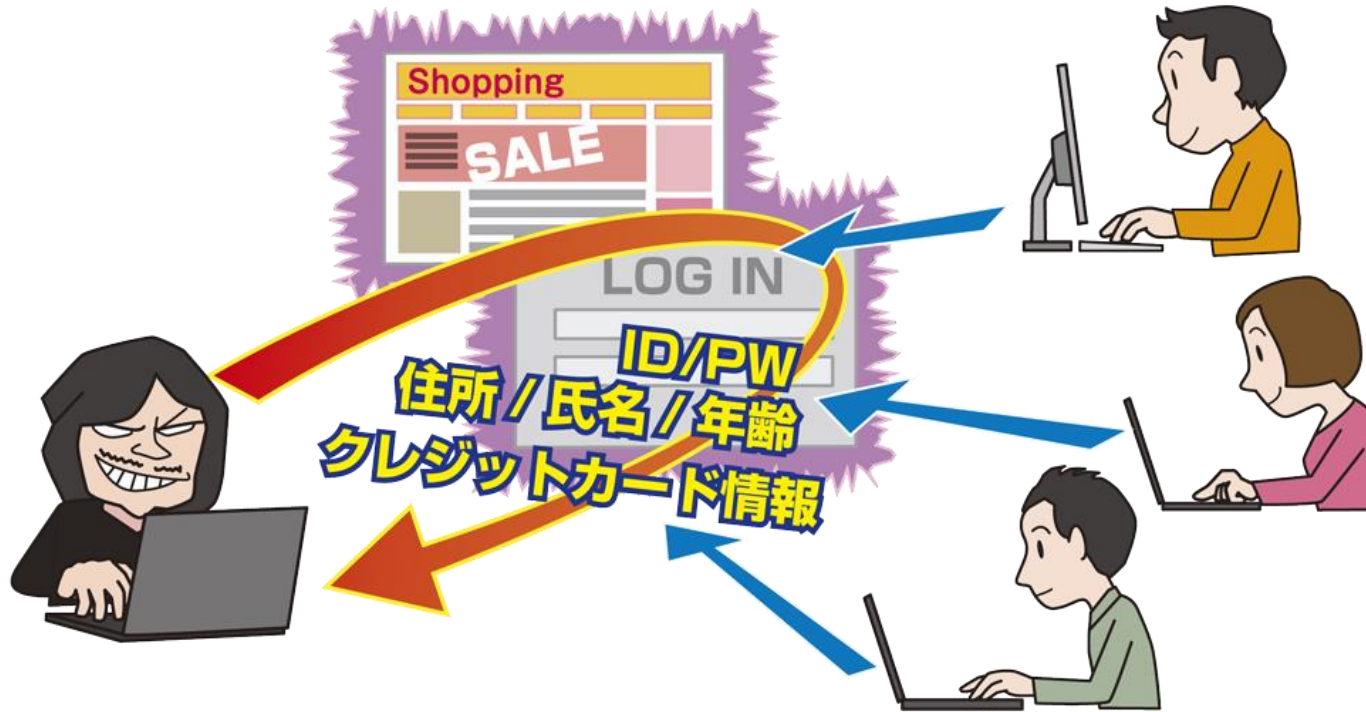 Shopping
SALE
LOG IN
ID/PW
住所 / 氏名 / 年齢
クレジットカード情報